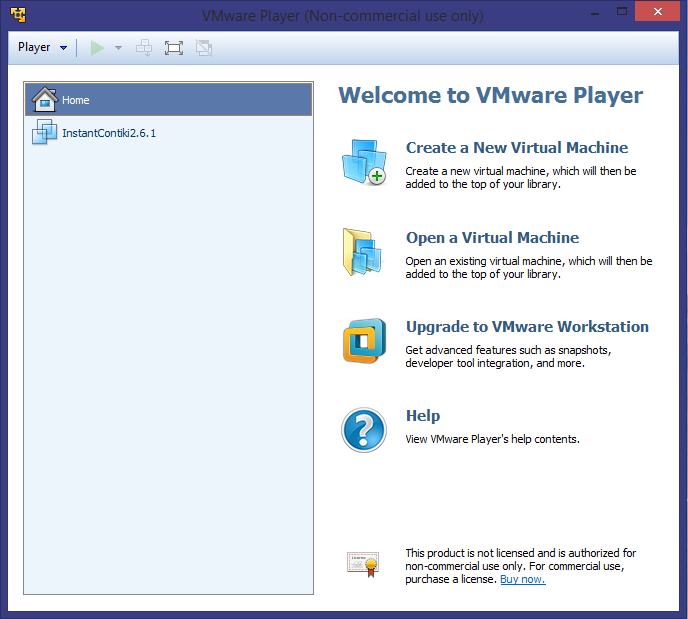 VMware Player (Non-commercial use only)
Player
Home
InstantContiki2.6.1
Welcome to VMware Player
Create a New Virtual Machine
Create a new virtual machine, which will then be
added to the top of your library.
Open a Virtual Machine
Open an existing virtual machine, which will then be
added to the top of your library.
Upgrade to VMware Workstation
Get advanced features such as snapshots,
developer tool integration, and more.
Help
View VMware Player's help contents.
This product is not licensed and is authorized for
non-commercial use only. For commercial use,
purchase a license. Buy now.